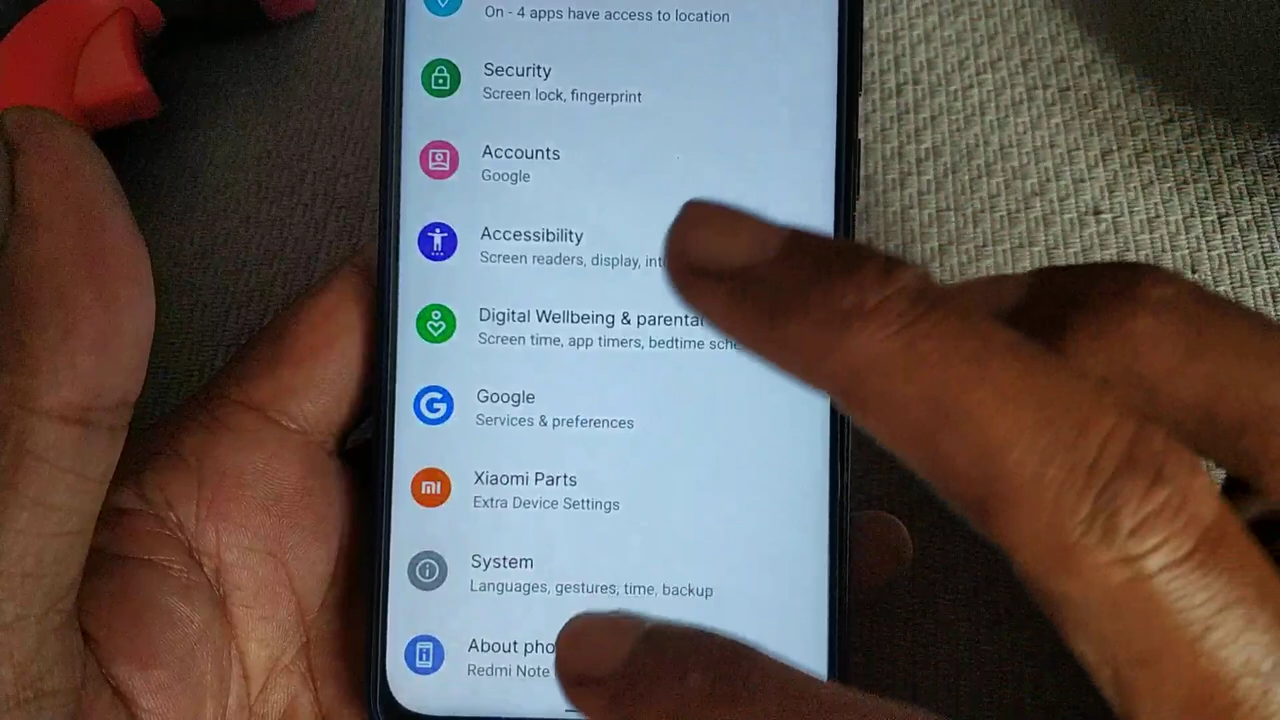 On - 4 apps have access to location
Security
Screen lock, fingerprint
Accounts
Google
Accessibility
Screen readers, display,
Digital Wellbeing &
Screen time, app timers, bedtime
Google
Services & preferences
mi
Xiaomi Parts
Extra Device Settings
System
Languages, gestures, time, backup
About
Redmi Note